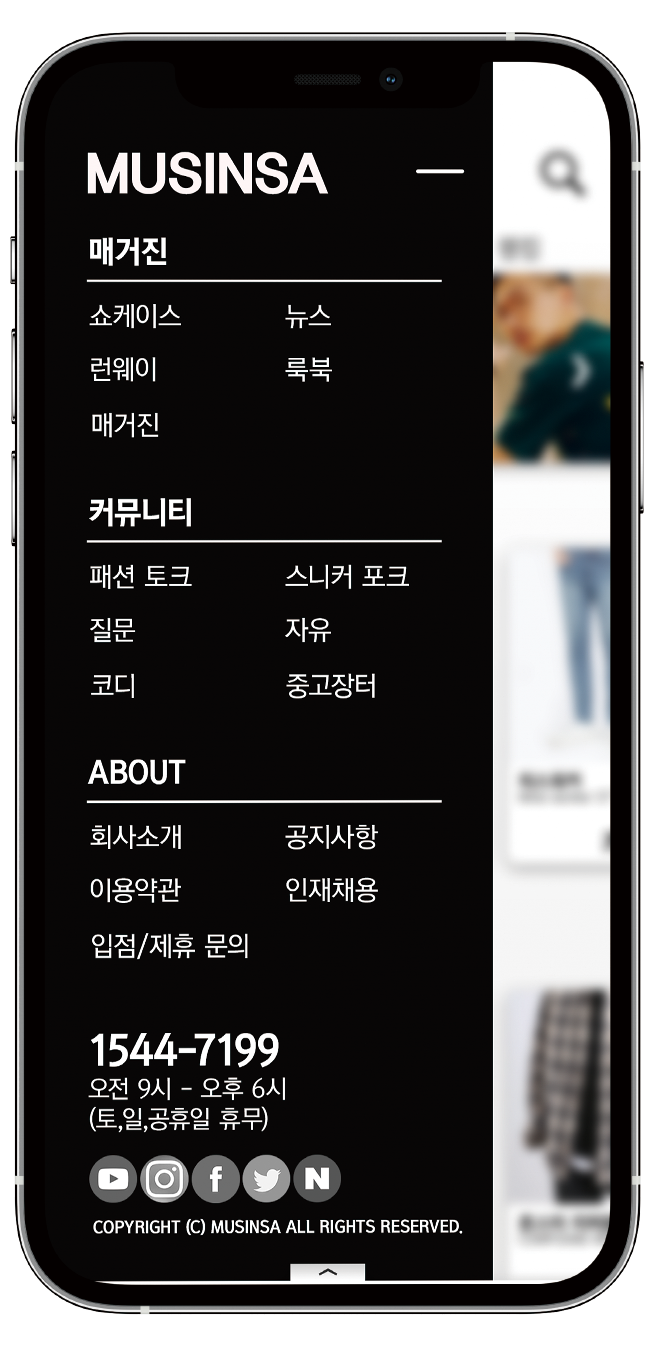 MUSINSA
매거진
쇼케이스 뉴스
런웨이 룩북
매거진
커뮤니티
패션 토크 스니커 포크
질문 자유
코디 중고장터
ABOUT
회사소개 공지사항
이용약관 인재채용
입점/제휴 문의
1544-7199
오전 9시 - 오후 6시
(토,일,공휴일 휴무)
COPYRIGHT (C) MUSINSA ALL RIGHTS RESERVED.